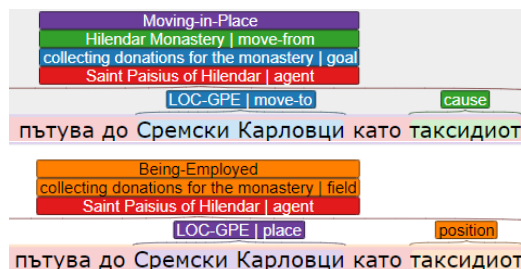 Moving-in-Place
Hilendar Monastery | move-from
collecting donations for the monastery | goal
Saint Paisius of Hilendar | agent
LOC-GPE | move-to cause
пътува до Сремски Карловци като таксидиот
Being-Employed
collecting donations for the monastery | field
Saint Paisius of Hilendar | agent
LOC-GPE | place position
пътува до Сремски Карловци като таксидиот